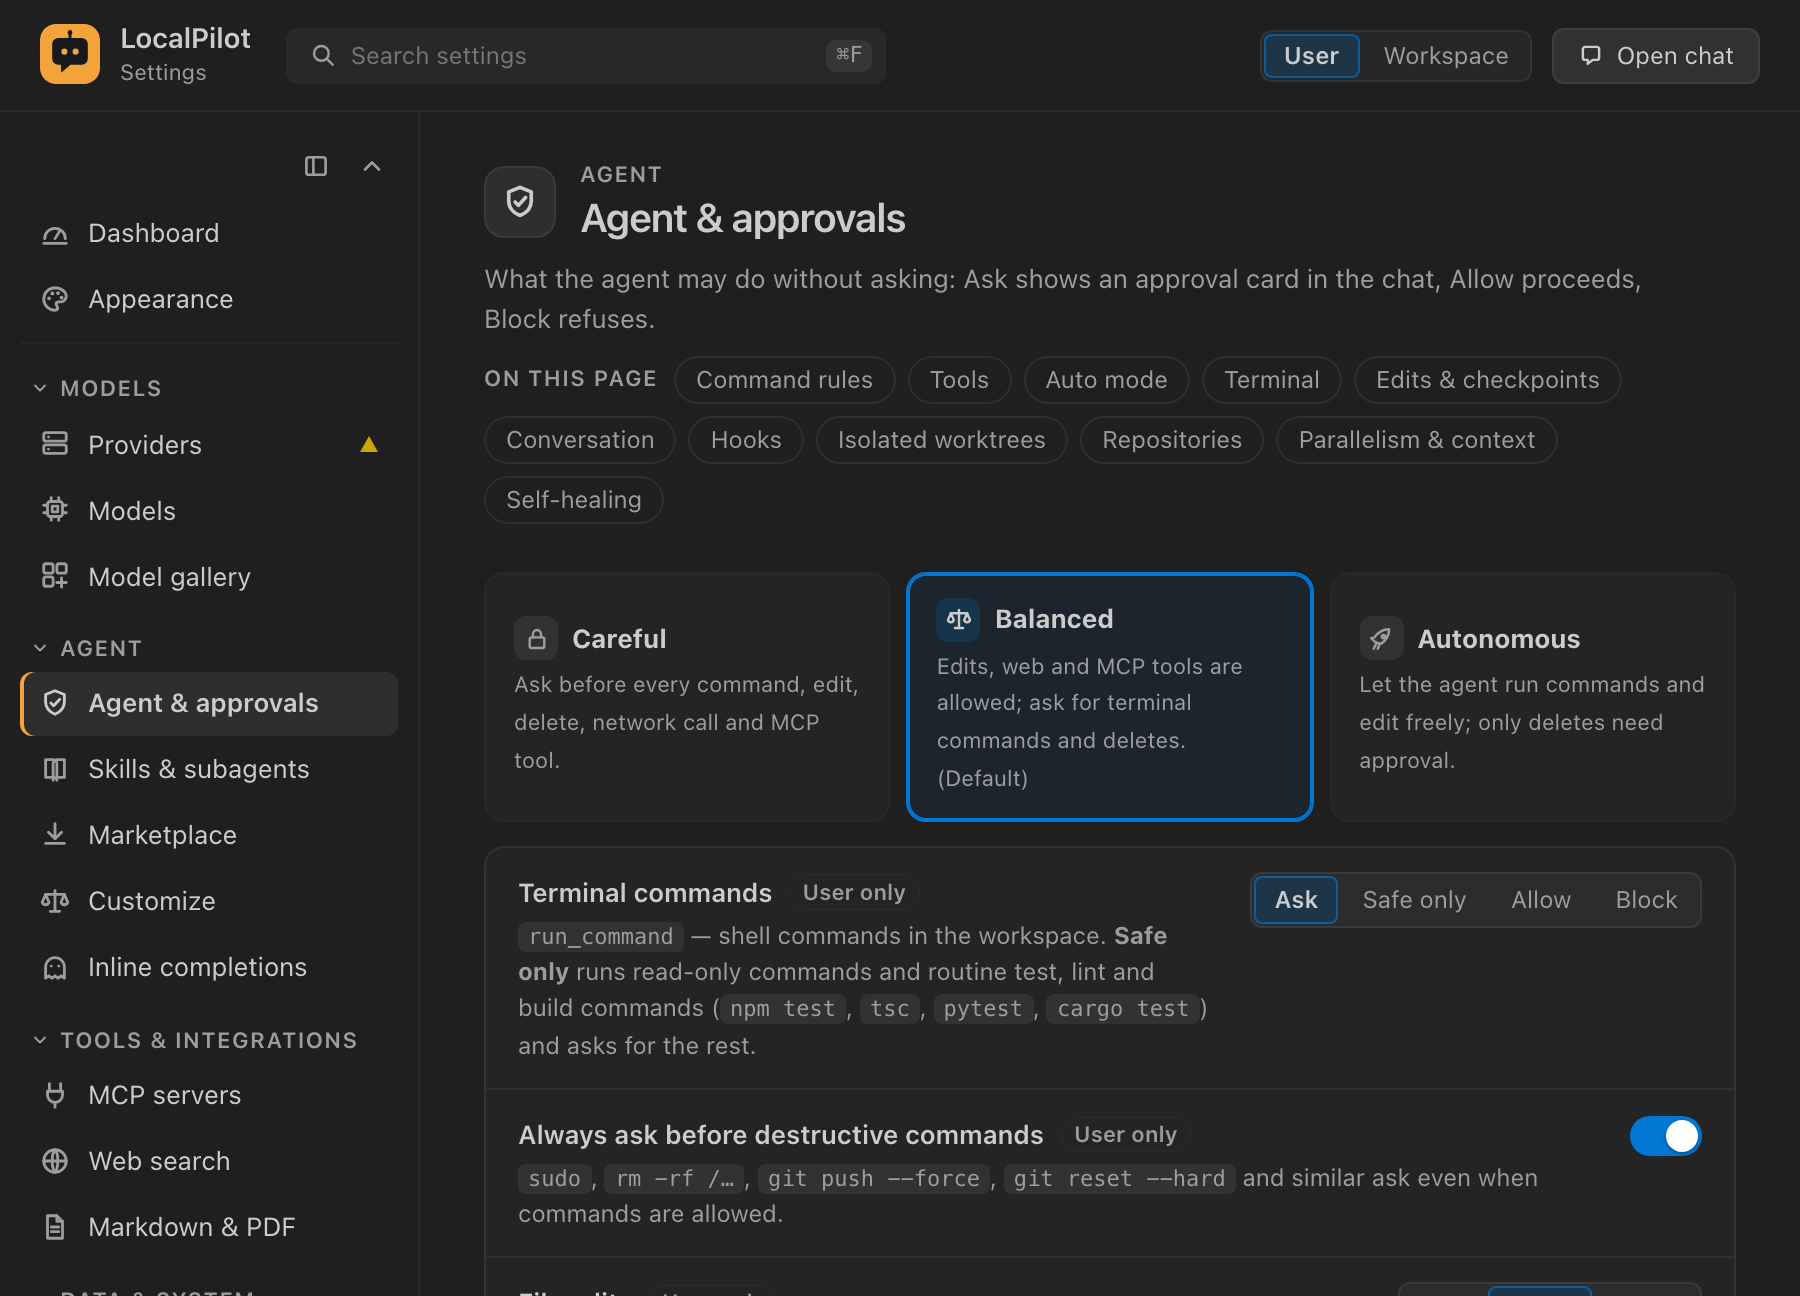 LocalPilot
Settings
Search settings
⌘F
User
Workspace
Open chat
Dashboard
Appearance
MODELS
Providers
Models
Model gallery
AGENT
Agent & approvals
Skills & subagents
Marketplace
Customize
Inline completions
TOOLS & INTEGRATIONS
MCP servers
Web search
Markdown & PDF
DATA & SYSTEM
AGENT
Agent & approvals
What the agent may do without asking: Ask shows an approval card in the chat, Allow proceeds,
Block refuses.
ON THIS PAGE
Command rules
Tools
Auto mode
Terminal
Edits & checkpoints
Conversation
Hooks
Isolated worktrees
Repositories
Parallelism & context
Self-healing
Careful
Ask before every command, edit,
delete, network call and MCP
tool.
Balanced
Edits, web and MCP tools are
allowed; ask for terminal
commands and deletes.
(Default)
Autonomous
Let the agent run commands and
edit freely; only deletes need
approval.
Terminal commands User only
Ask
Safe only
Allow
Block
run_command — shell commands in the workspace. Safe
only runs read-only commands and routine test, lint and
build commands (npm test, tsc, pytest, cargo test)
and asks for the rest.
Always ask before destructive commands User only
sudo, rm -rf /…, git push --force, git reset --hard and similar ask even when
commands are allowed.